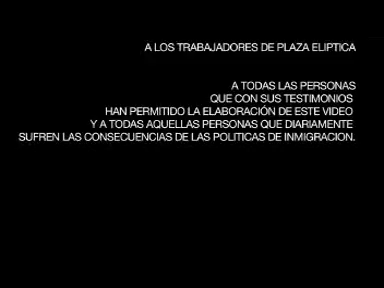 A LOS TRABAJADORES DE PLAZA ELIPTICA
A TODAS LAS PERSONAS
QUE CON SUS TESTIMONIOS
HAN PERMITIDO LA ELABORACIÓN DE ESTE VIDEO
Y A TODAS AQUELLAS PERSONAS QUE DIARIAMENTE
SUFREN LAS CONSECUENCIAS DE LAS POLITICAS DE INMIGRACION.